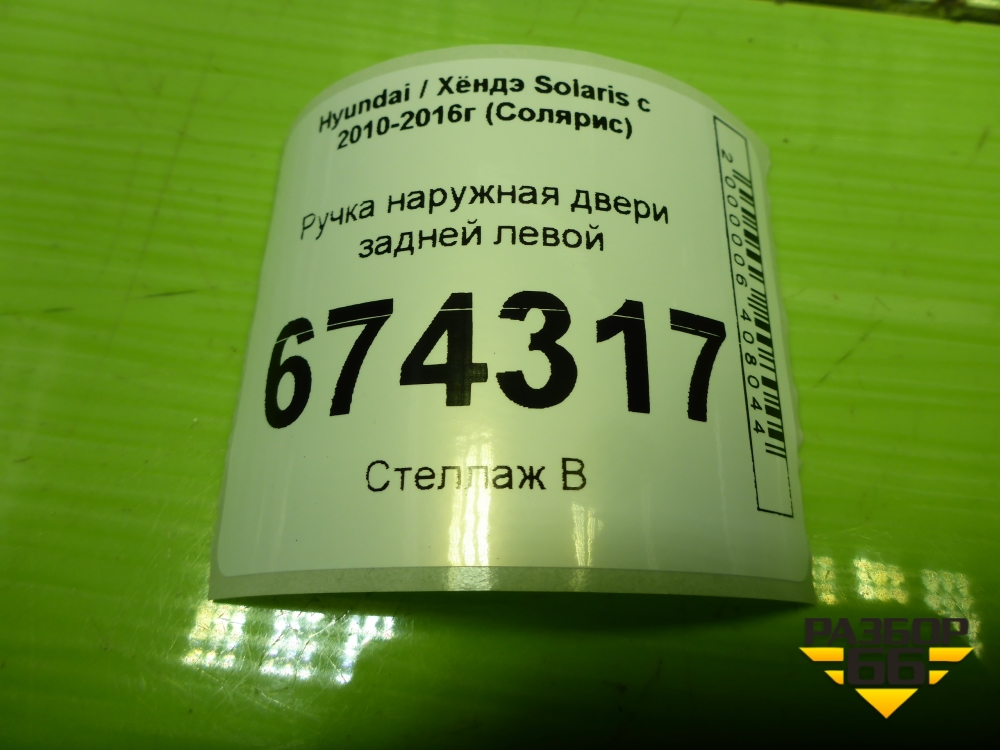 Hyundai / Хёндэ Solaris с
2010-2016г (Солярис)
Ручка наружная двери
задней левой
674317
Стеллаж В
2000006408044
РАЗБОР
66